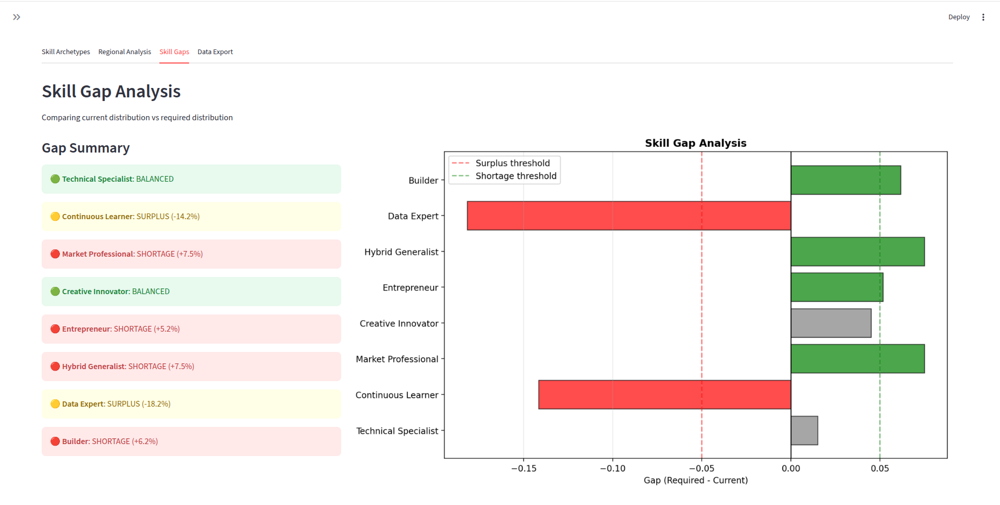 Deploy
Skill Archetypes Regional Analysis Skill Gaps Data Export
Skill Gap Analysis
Comparing current distribution vs required distribution
Gap Summary
Technical Specialist: BALANCED
Continuous Learner: SURPLUS (-14.2%)
Market Professional: SHORTAGE (+7.5%)
Creative Innovator: BALANCED
Entrepreneur: SHORTAGE (+5.2%)
Hybrid Generalist: SHORTAGE (+7.5%)
Data Expert: SURPLUS (-18.2%)
Builder: SHORTAGE (+6.2%)
Skill Gap Analysis
Surplus threshold
Shortage threshold
Builder
Data Expert
Hybrid Generalist
Entrepreneur
Creative Innovator
Market Professional
Continuous Learner
Technical Specialist
−0.15 −0.10 −0.05 0.00 0.05
Gap (Required - Current)